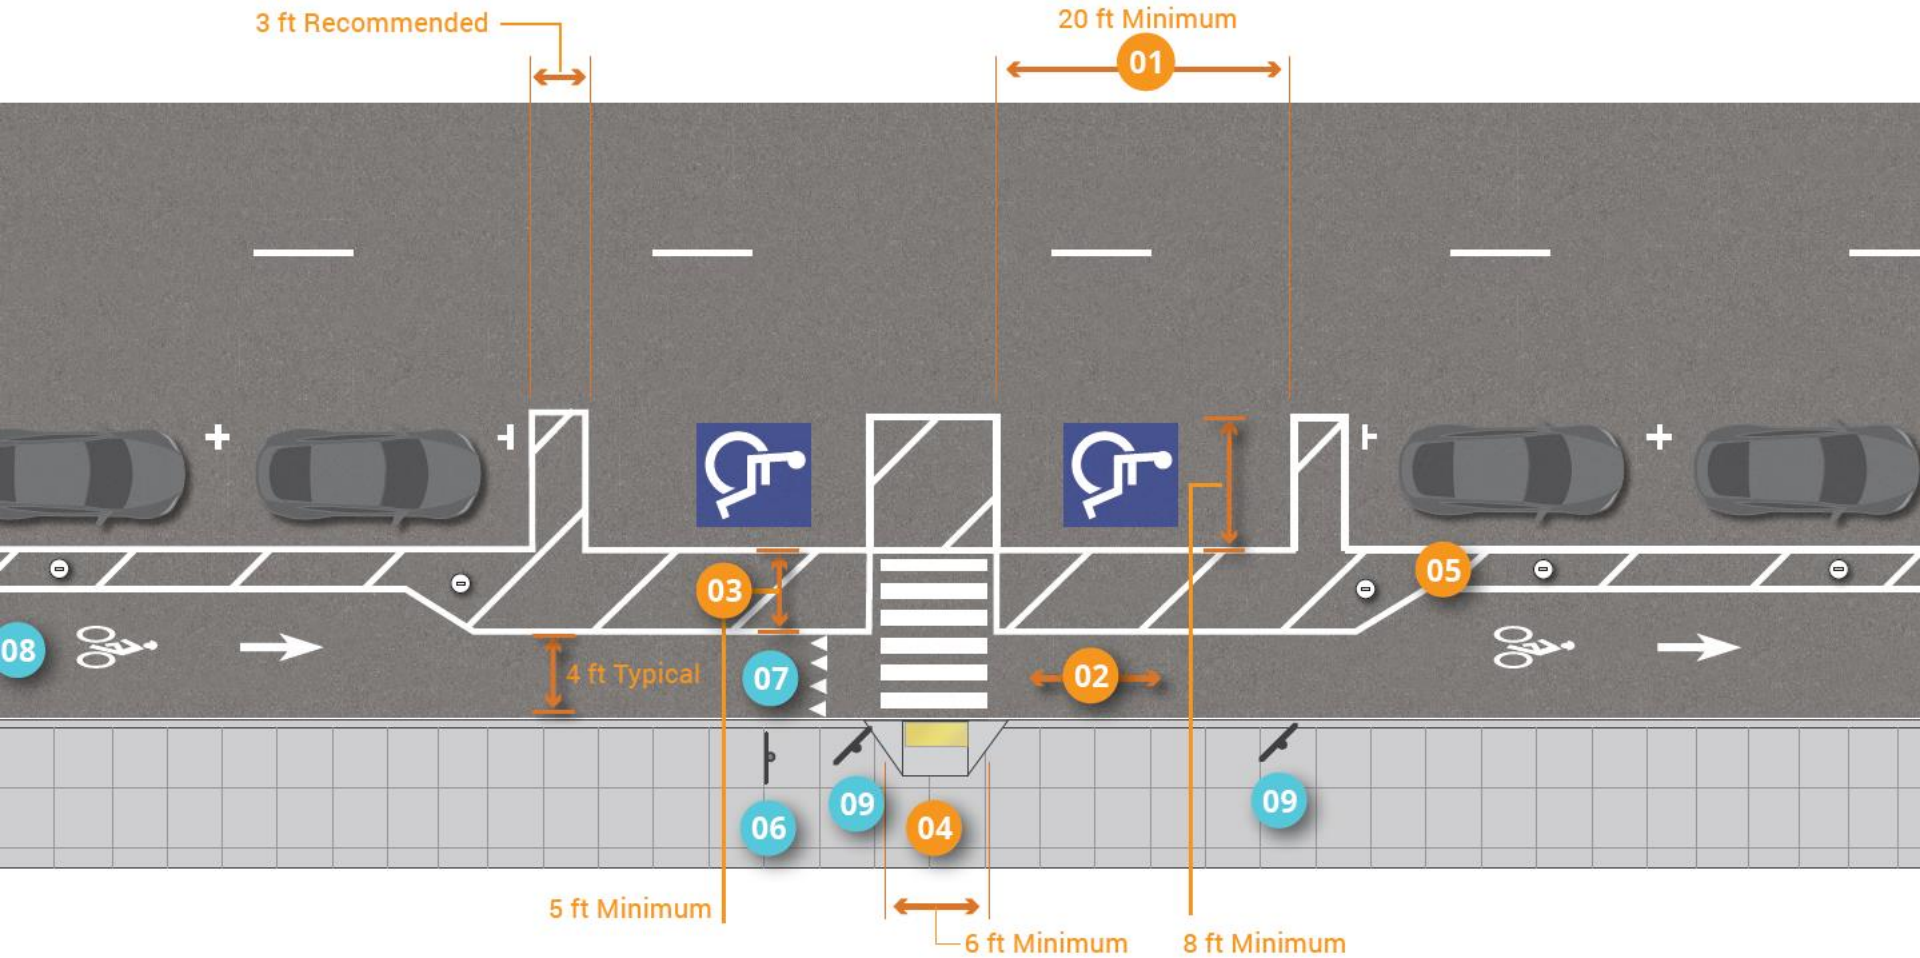 3 ft Recommended
20 ft Minimum
01
03
05
08
4 ft Typical
07
02
06
09
04
09
5 ft Minimum
6 ft Minimum
8 ft Minimum